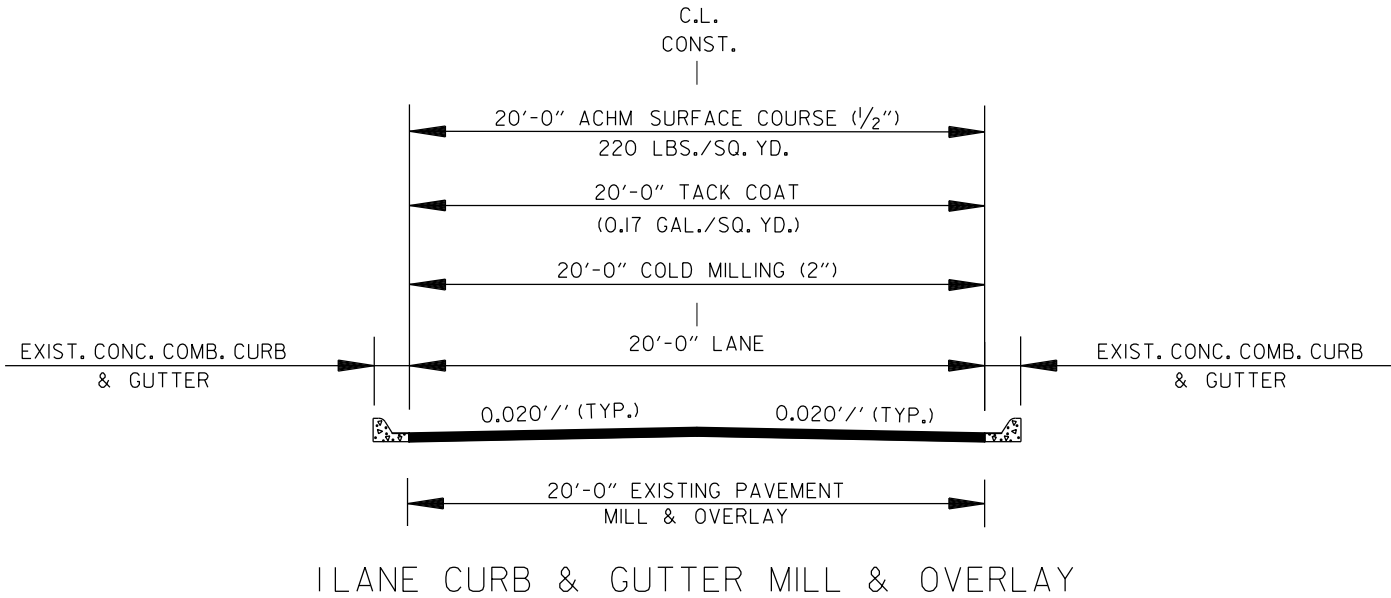 C.L.
CONST.
20'-0" ACHM SURFACE COURSE (1/2")
220 LBS./SQ. YD.
20'-0" TACK COAT
(0.17 GAL./SQ. YD.)
20'-0" COLD MILLING (2")
20'-0" LANE
EXIST. CONC. COMB. CURB
& GUTTER
EXIST. CONC. COMB. CURB
& GUTTER
0.020'/' (TYP.)
0.020'/' (TYP.)
20'-0" EXISTING PAVEMENT
MILL & OVERLAY
1 LANE CURB & GUTTER MILL & OVERLAY